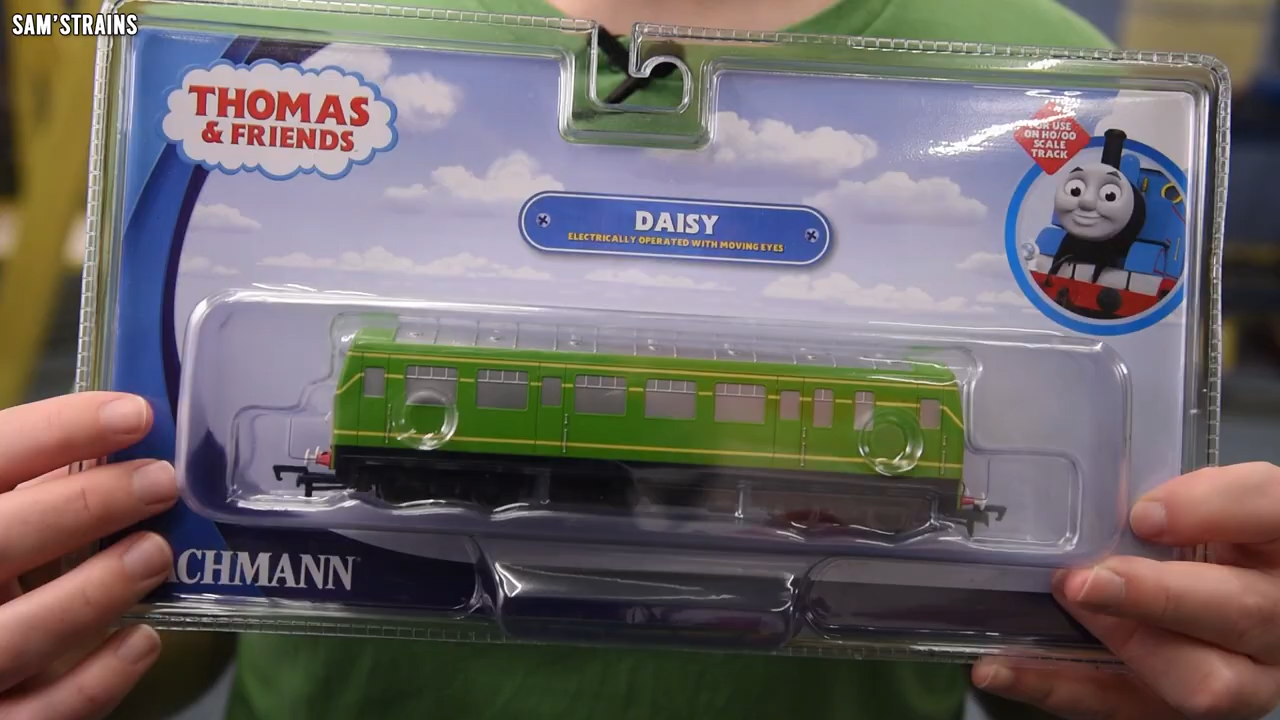 SAM'STRAINS
THOMAS
& FRIENDS
DAISY
ELECTRICALLY OPERATED WITH MOVING EYES
FOR USE
ON HO/OO
SCALE
TRACK
ACHMANN